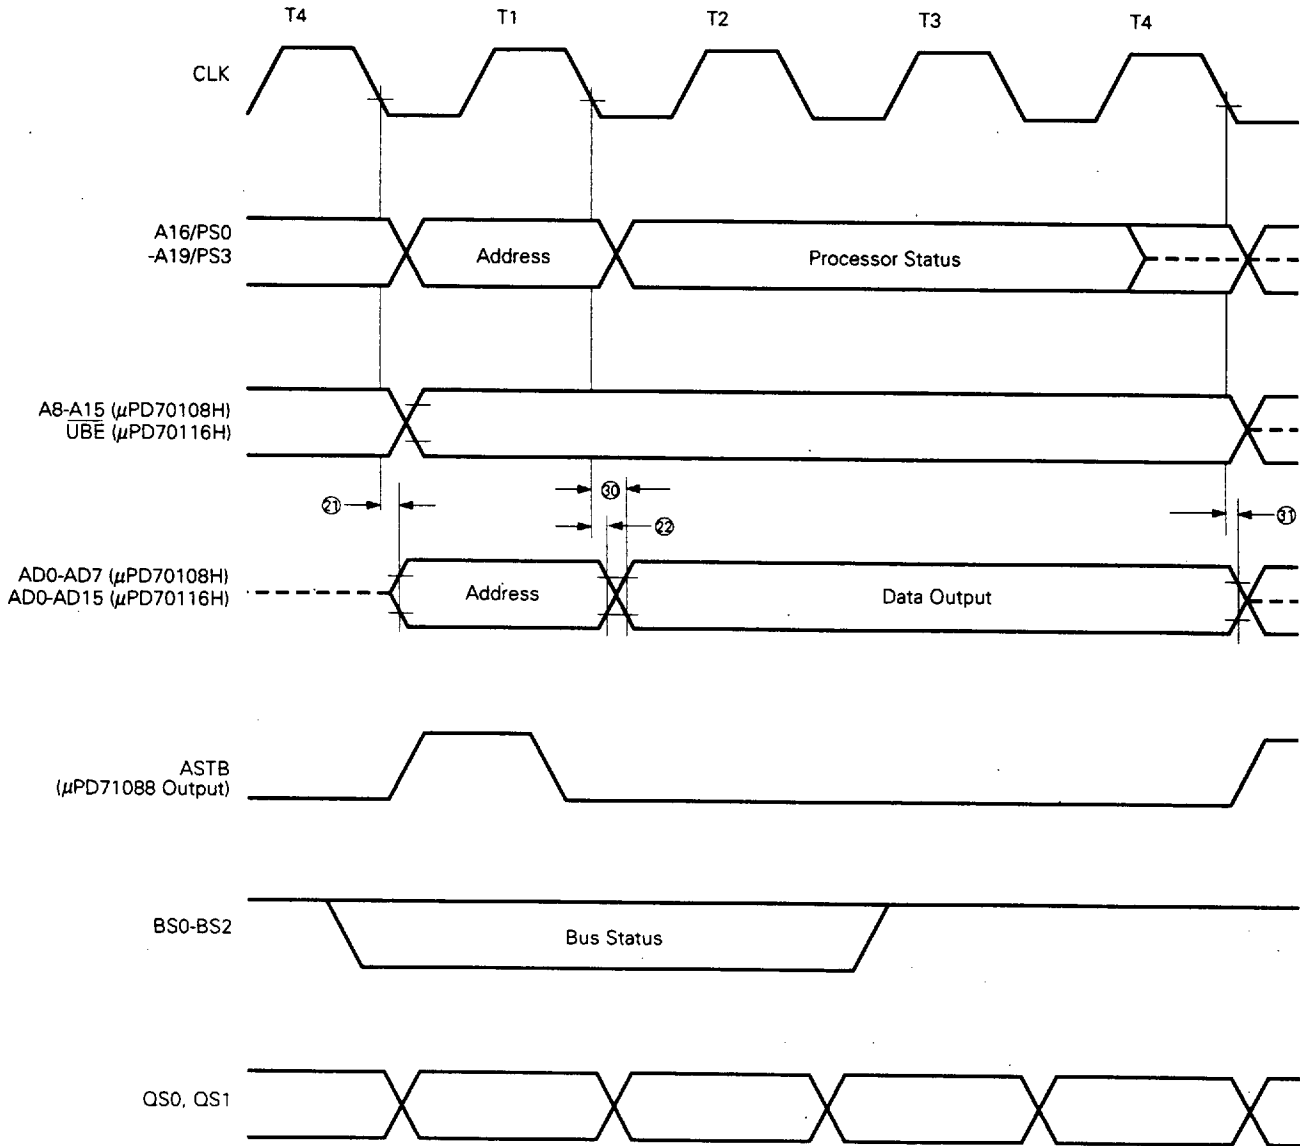 T4 T1 T2 T3 T4
CLK
A16/PS0
-A19/PS3
Address
Processor Status
A8-A15 (μPD70108H)
UBE (μPD70116H)
㉑
㉚
㉒
㉛
AD0-AD7 (μPD70108H)
AD0-AD15 (μPD70116H)
Address
Data Output
ASTB
(μPD71088 Output)
BS0-BS2
Bus Status
QS0, QS1